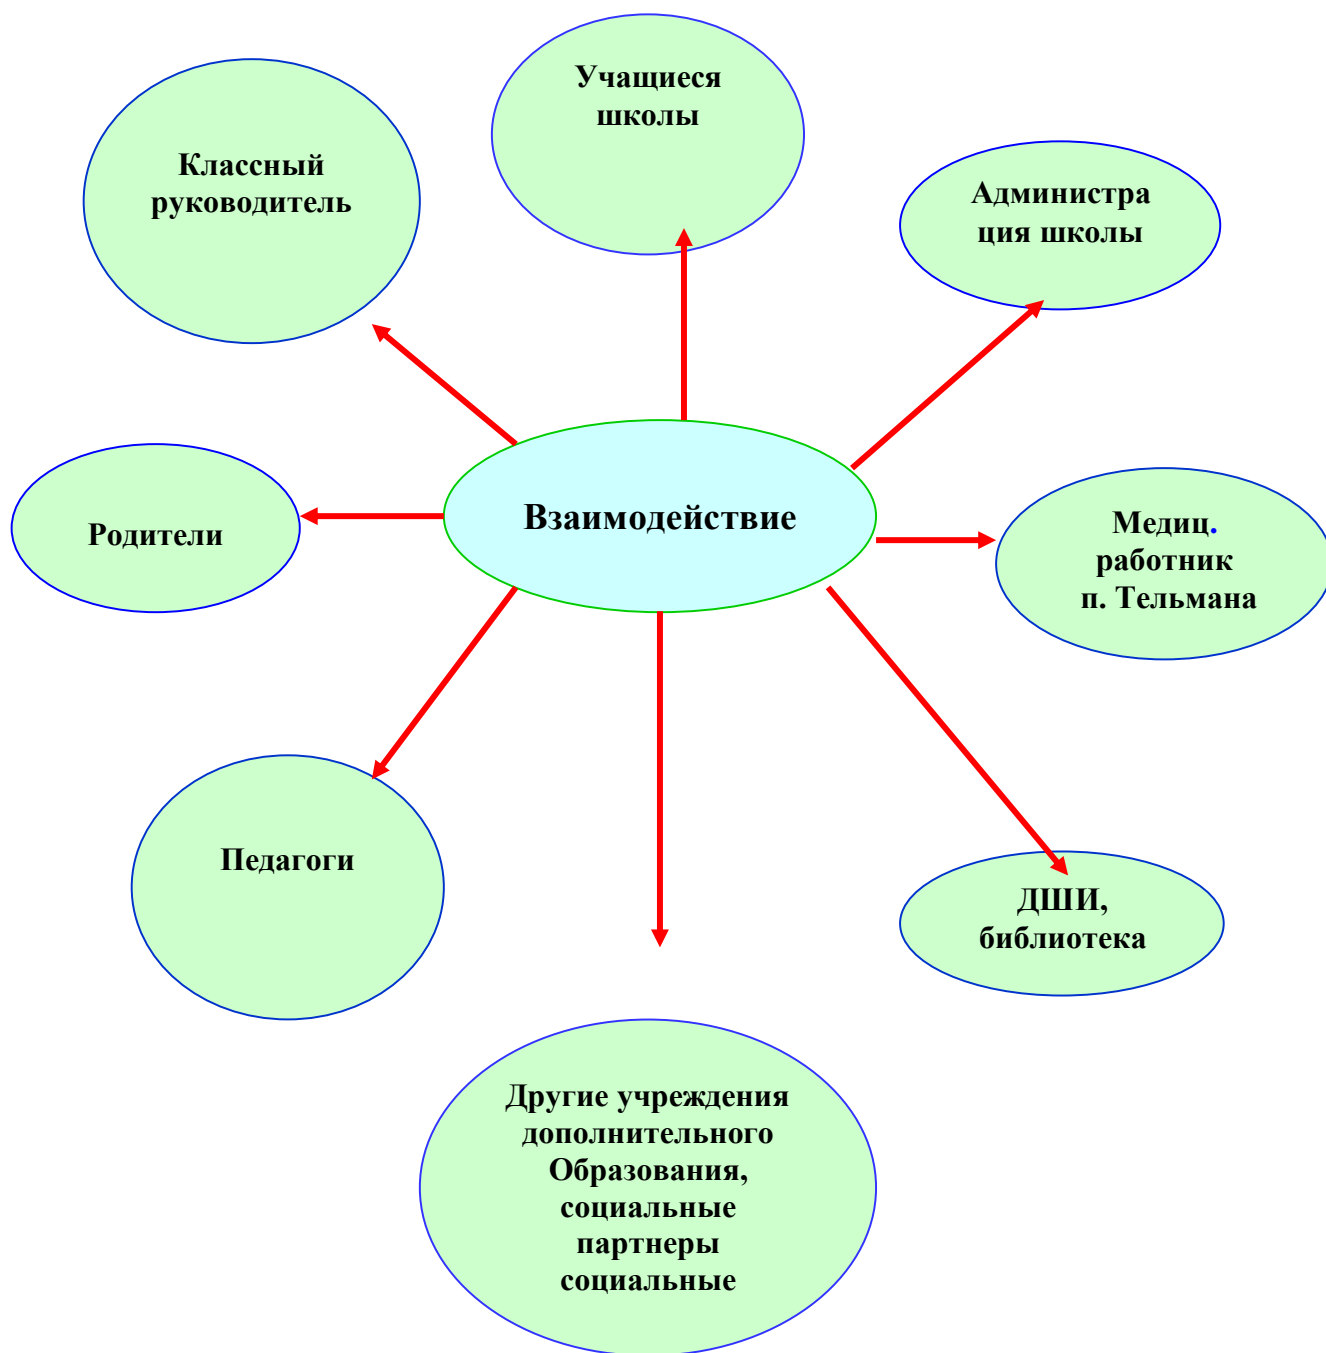 Учащиеся
школы
Классный
руководитель
Администра
ция школы
Взаимодействие
Родители
Медиц.
работник
п. Тельмана
Педагоги
ДШИ,
библиотека
Другие учреждения
дополнительного
Образования,
социальные
партнеры
социальные